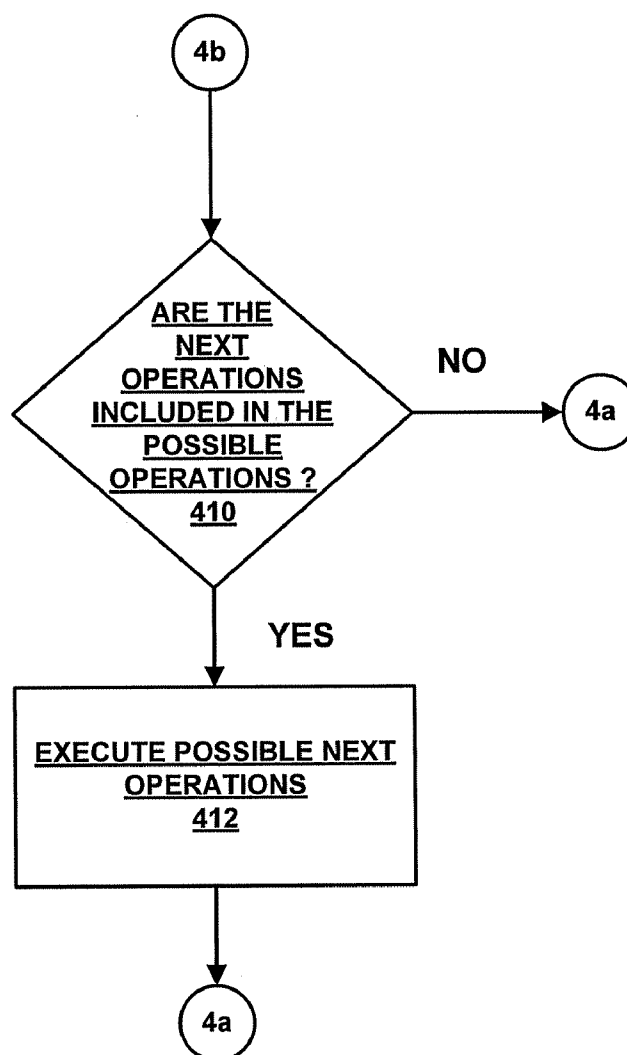 4b
ARE THE
NEXT
OPERATIONS
INCLUDED IN THE
POSSIBLE
OPERATIONS ?
410
NO
4a
YES
EXECUTE POSSIBLE NEXT
OPERATIONS
412
4a